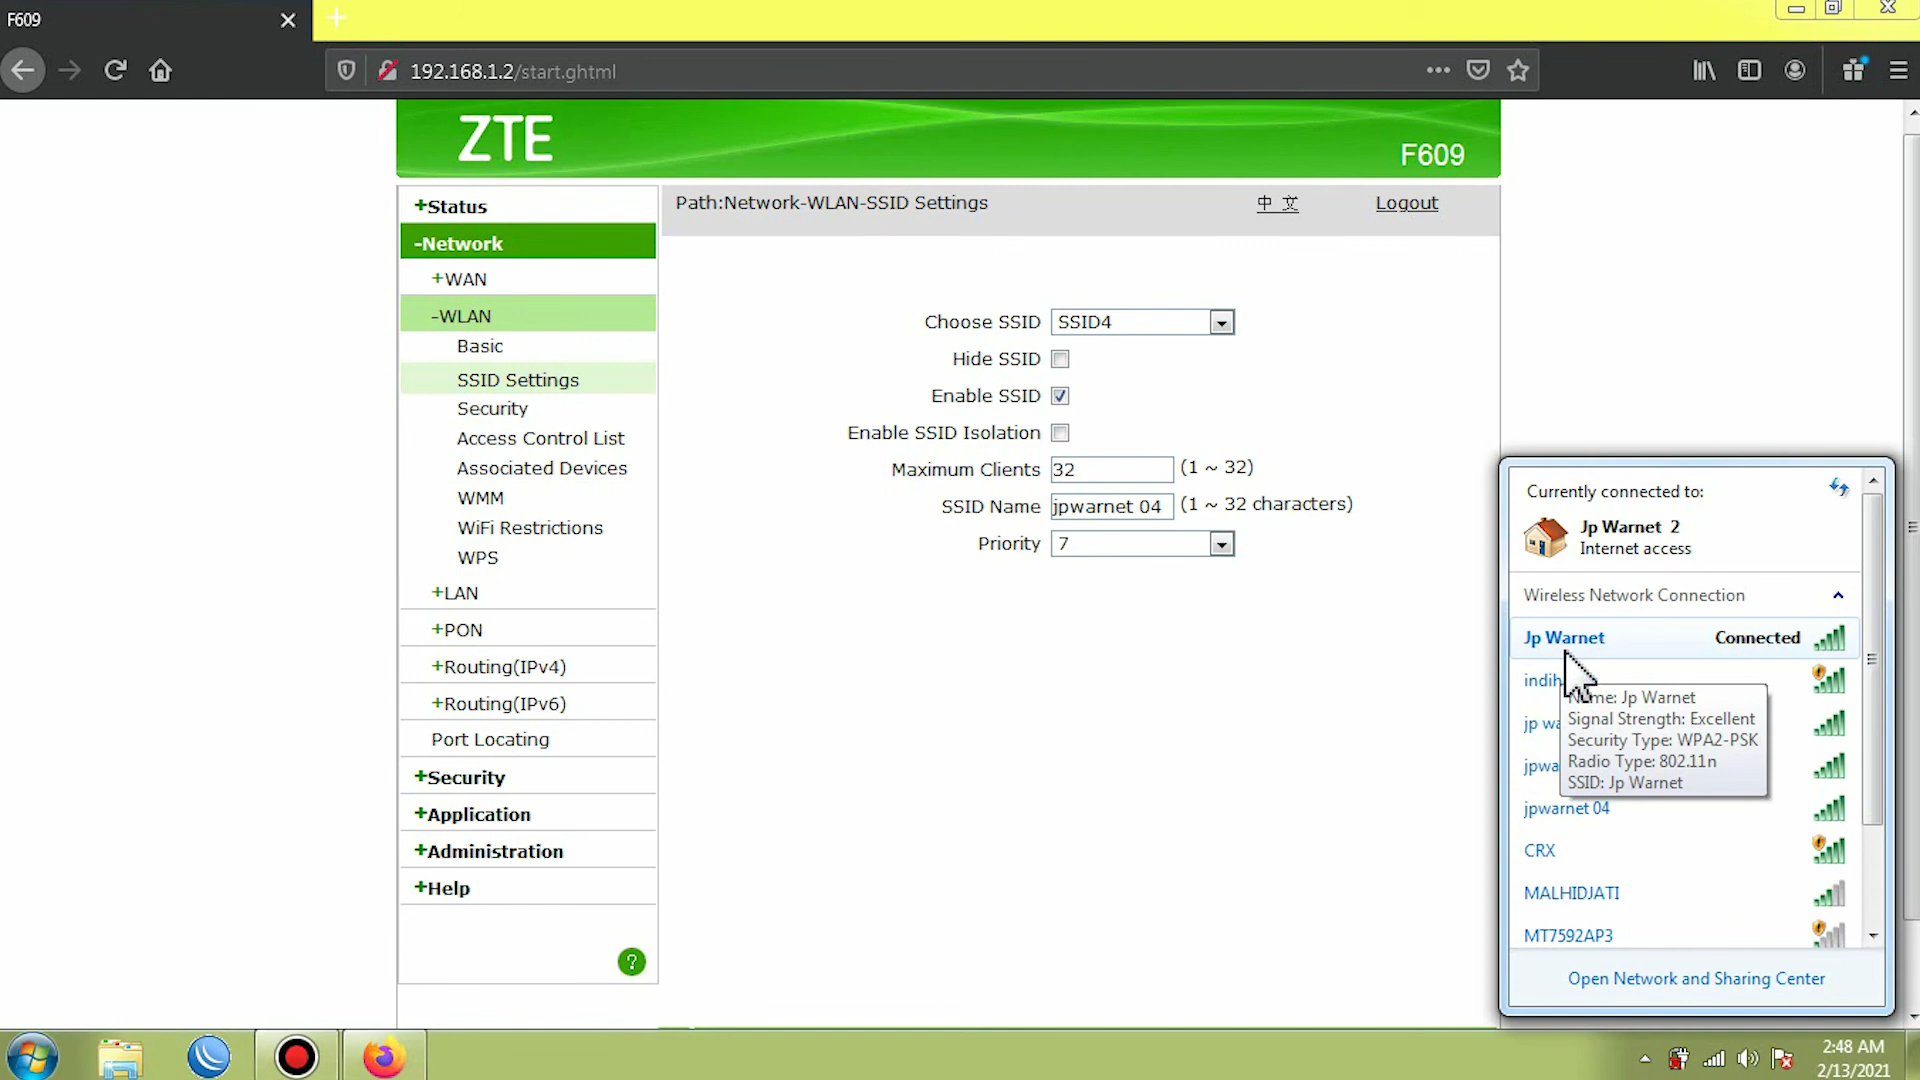 F609
192.168.1.2/start.ghtml
ZTE
F609
+Status
-Network
+WAN
-WLAN
Basic
SSID Settings
Security
Access Control List
Associated Devices
WMM
WiFi Restrictions
WPS
+LAN
+PON
+Routing(IPv4)
+Routing(IPv6)
Port Locating
+Security
+Application
+Administration
+Help
?
Path:Network-WLAN-SSID Settings
中 文
Logout
Choose SSID SSID4
Hide SSID
Enable SSID
Enable SSID Isolation
Maximum Clients 32 (1 ~ 32)
SSID Name jpwarnet 04 (1 ~ 32 characters)
Priority 7
Currently connected to:
Jp Warnet 2
Internet access
Wireless Network Connection
Jp Warnet Connected
indih
jp wa
jpwa
Name: Jp Warnet
Signal Strength: Excellent
Security Type: WPA2-PSK
Radio Type: 802.11n
SSID: Jp Warnet
jpwarnet 04
CRX
MALHIDJATI
MT7592AP3
Open Network and Sharing Center
2:48 AM
2/13/2021